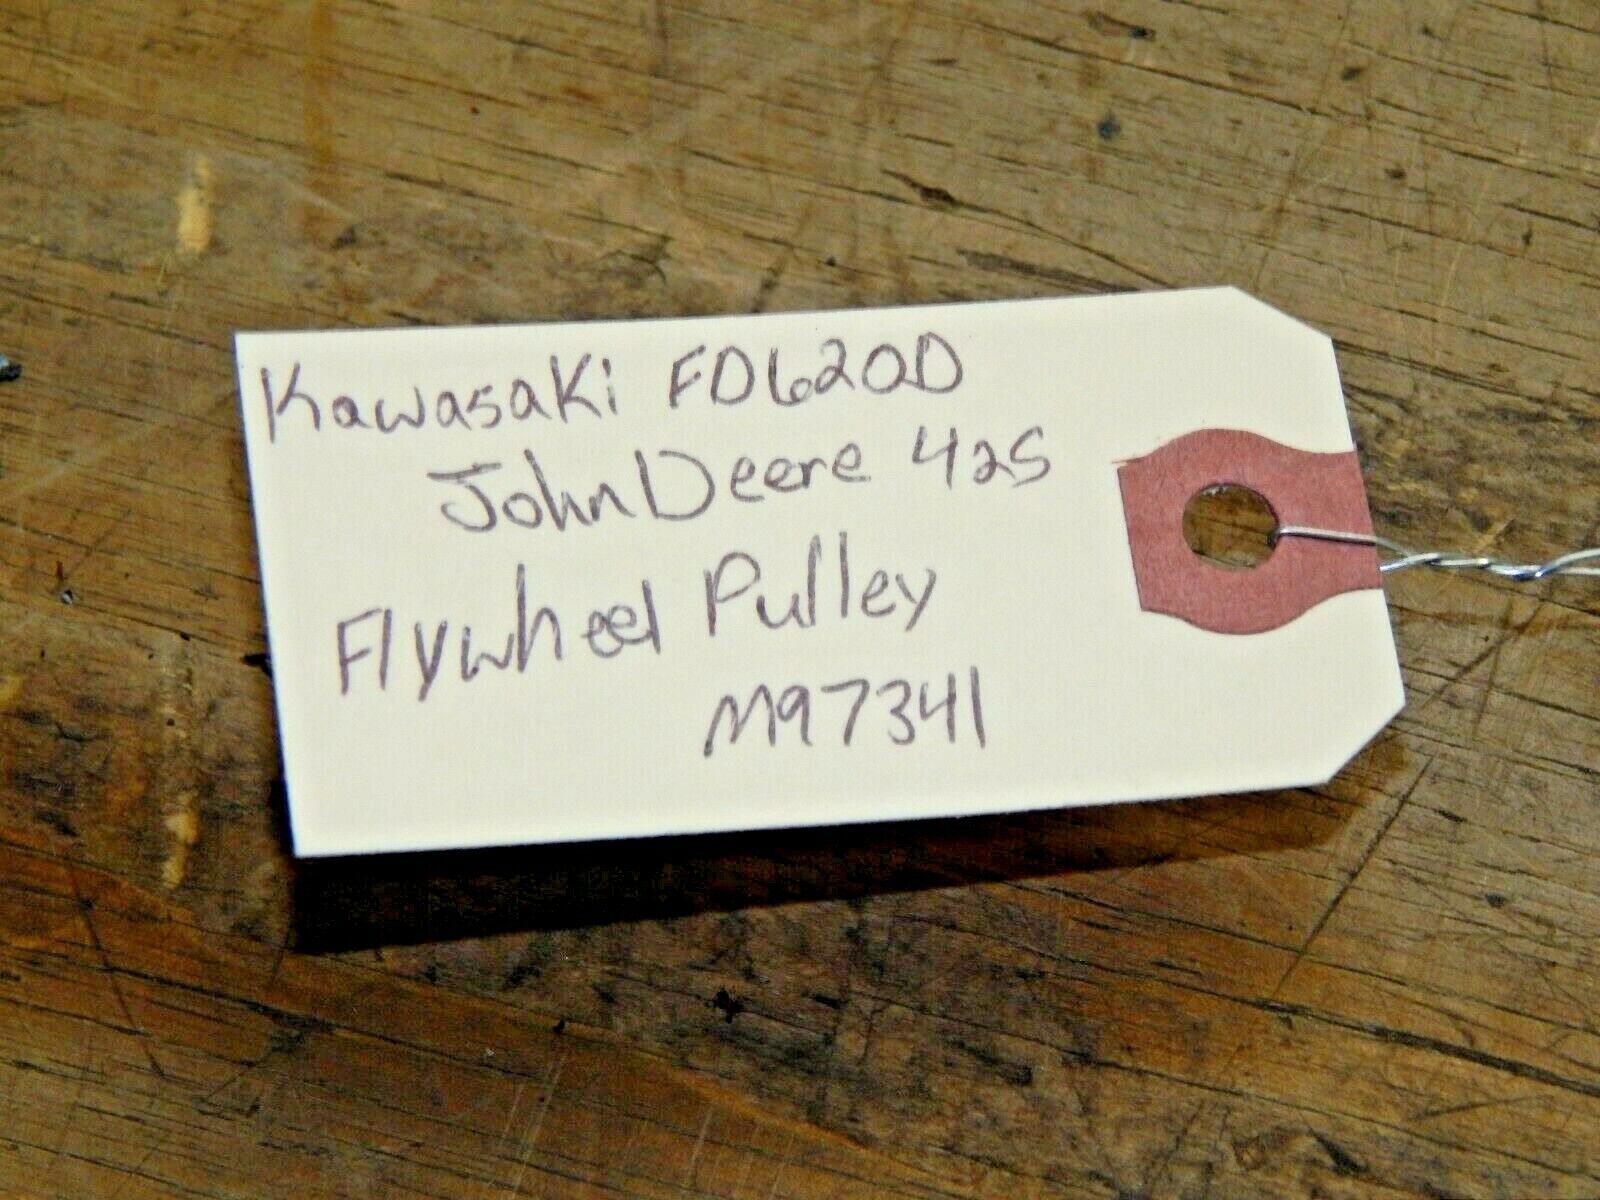 Kawasaki FD620D
John Deere 425
Flywheel Pulley
M97341